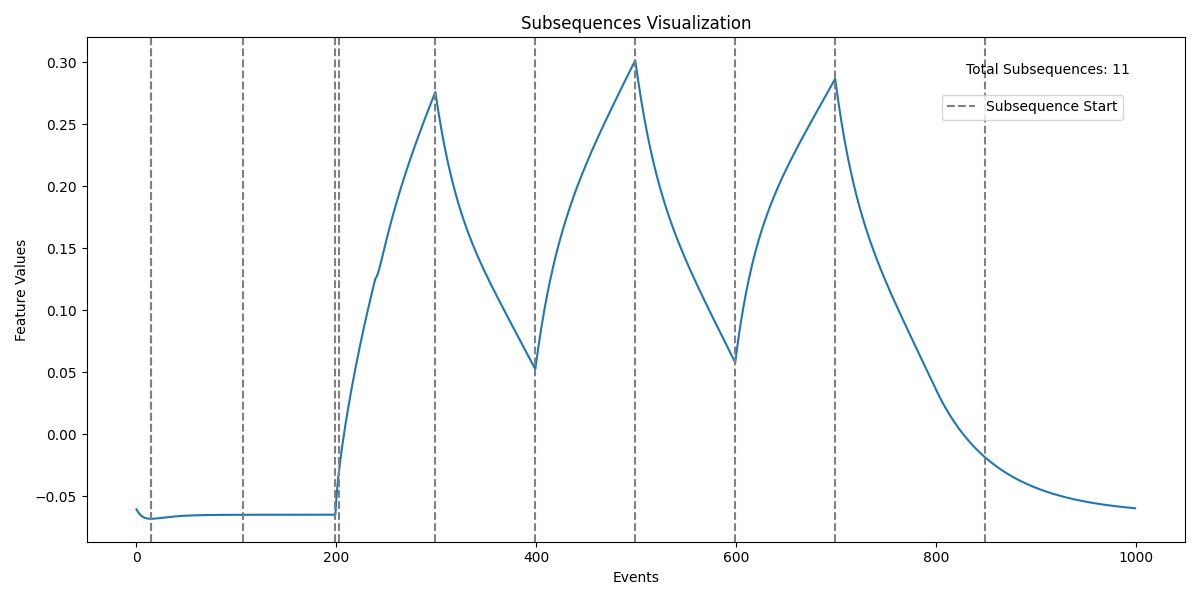 Subsequences Visualization
Total Subsequences: 11
Subsequence Start
Feature Values
0.30
0.25
0.20
0.15
0.10
0.05
0.00
−0.05
0
200
400
600
800
1000
Events